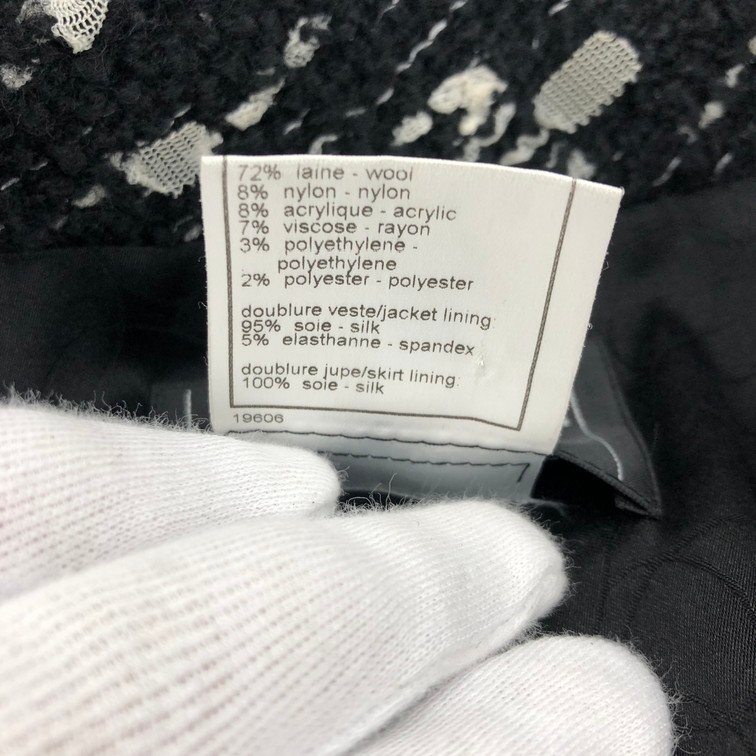 72% laine - wool
8% nylon - nylon
8% acrylique - acrylic
7% viscose - rayon
3% polyethylene -
polyethylene
2% polyester - polyester
doublure veste/jacket lining:
95% soie - silk
5% elasthanne - spandex
doublure jupe/skirt lining:
100% soie - silk
19606